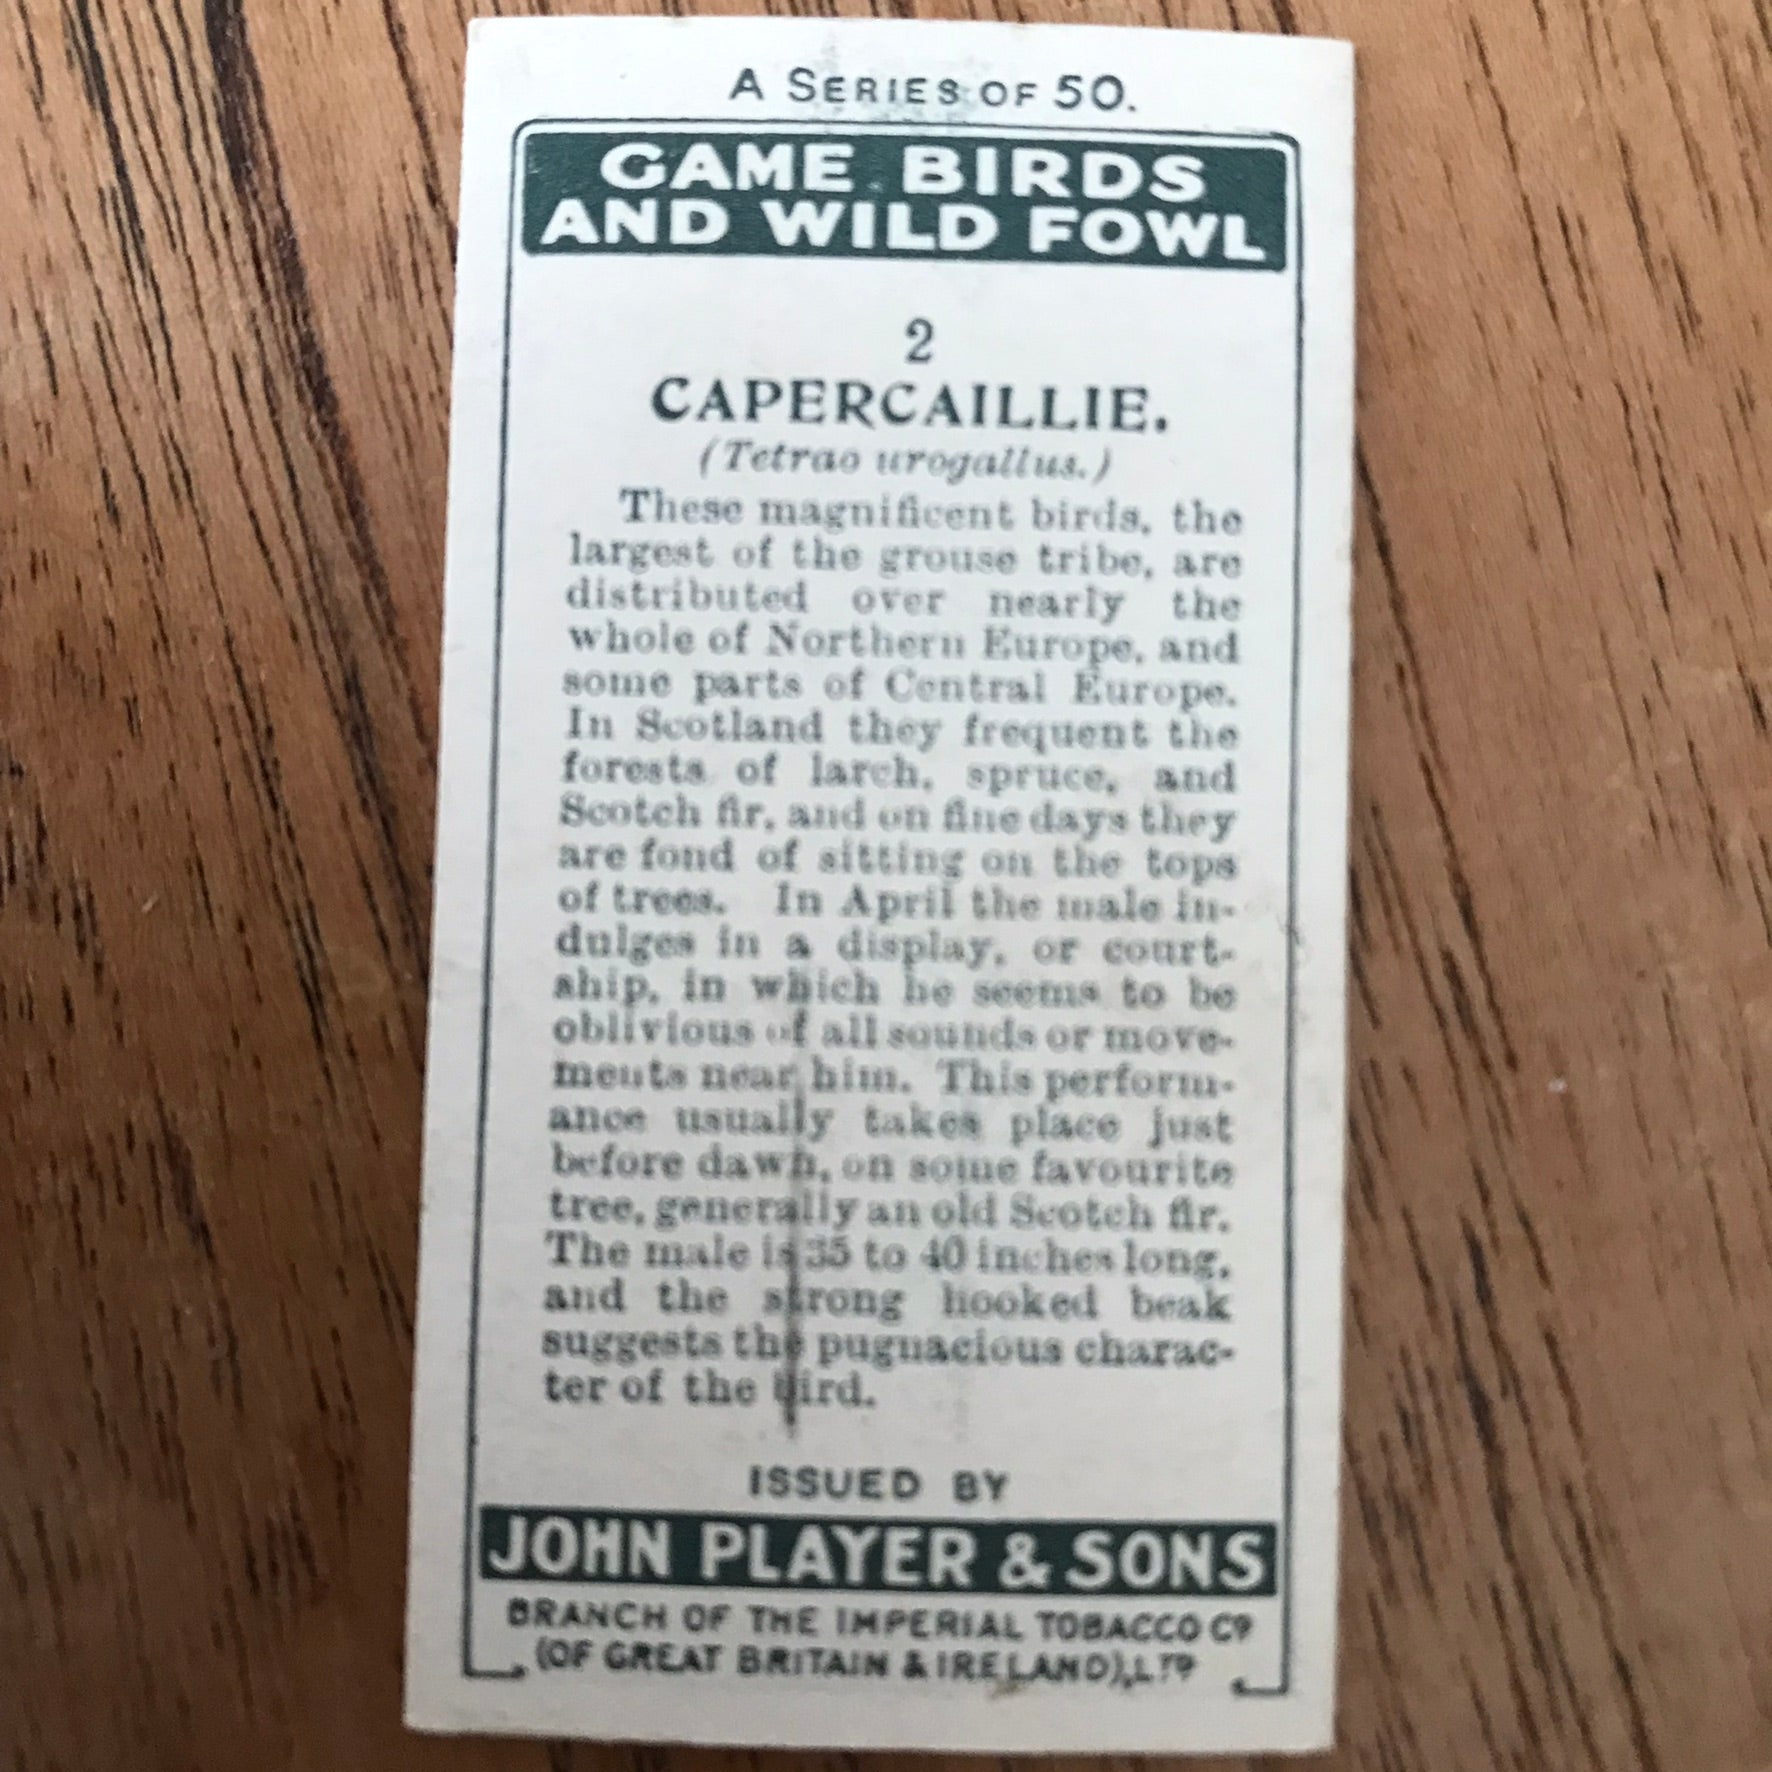 A SERIES OF 50.
GAME BIRDS
AND WILD FOWL
2
CAPERCAILLIE.
(Tetrao urogallus.)
These magnificent birds, the
largest of the grouse tribe, are
distributed over nearly the
whole of Northern Europe, and
some parts of Central Europe.
In Scotland they frequent the
forests of larch, spruce, and
Scotch fir, and on fine days they
are fond of sitting on the tops
of trees. In April the male in-
dulges in a display, or court-
ship, in which he seems to be
oblivious of all sounds or move-
ments near him. This perform-
ance usually takes place just
before dawn, on some favourite
tree, generally an old Scotch fir.
The male is 35 to 40 inches long,
and the strong hooked beak
suggests the pugnacious charac-
ter of the bird.
ISSUED BY
JOHN PLAYER & SONS
BRANCH OF THE IMPERIAL TOBACCO Cº
(OF GREAT BRITAIN & IRELAND), LTD